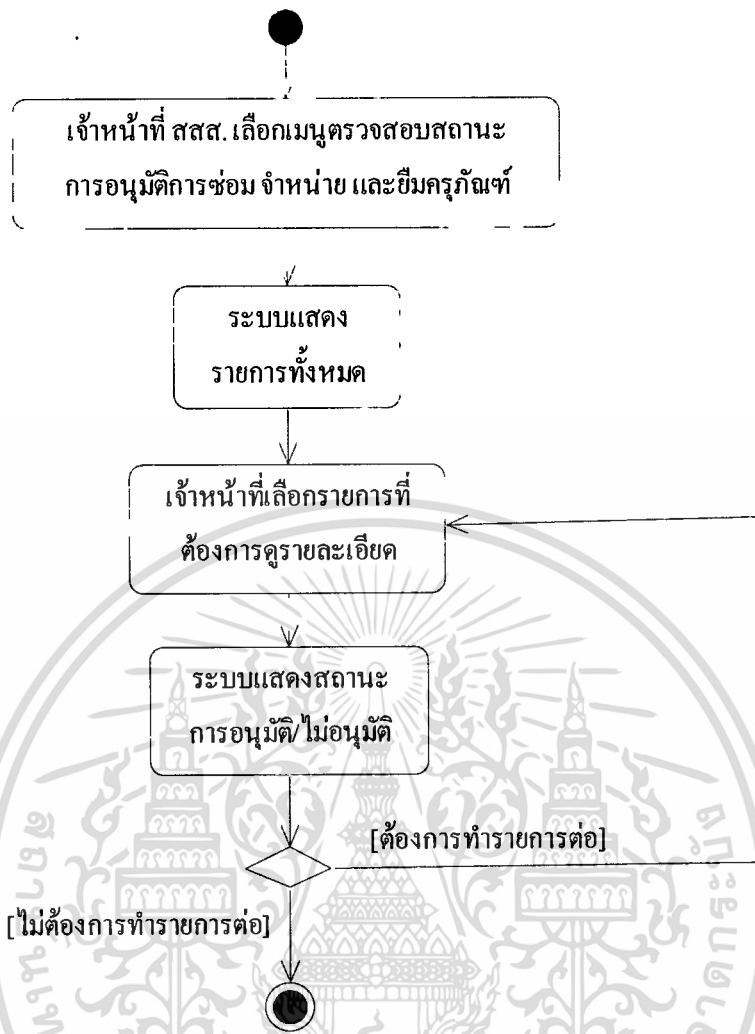 เจ้าหน้าที่ สสส. เลือกเมนูตรวจสอบสถานะ
การอนุมัติการซ่อม จำหน่าย และยืมครุภัณฑ์
ระบบแสดง
รายการทั้งหมด
เจ้าหน้าที่เลือกรายการที่
ต้องการดูรายละเอียด
ระบบแสดงสถานะ
การอนุมัติ/ไม่อนุมัติ
[ต้องการทำรายการต่อ]
[ไม่ต้องการทำรายการต่อ]